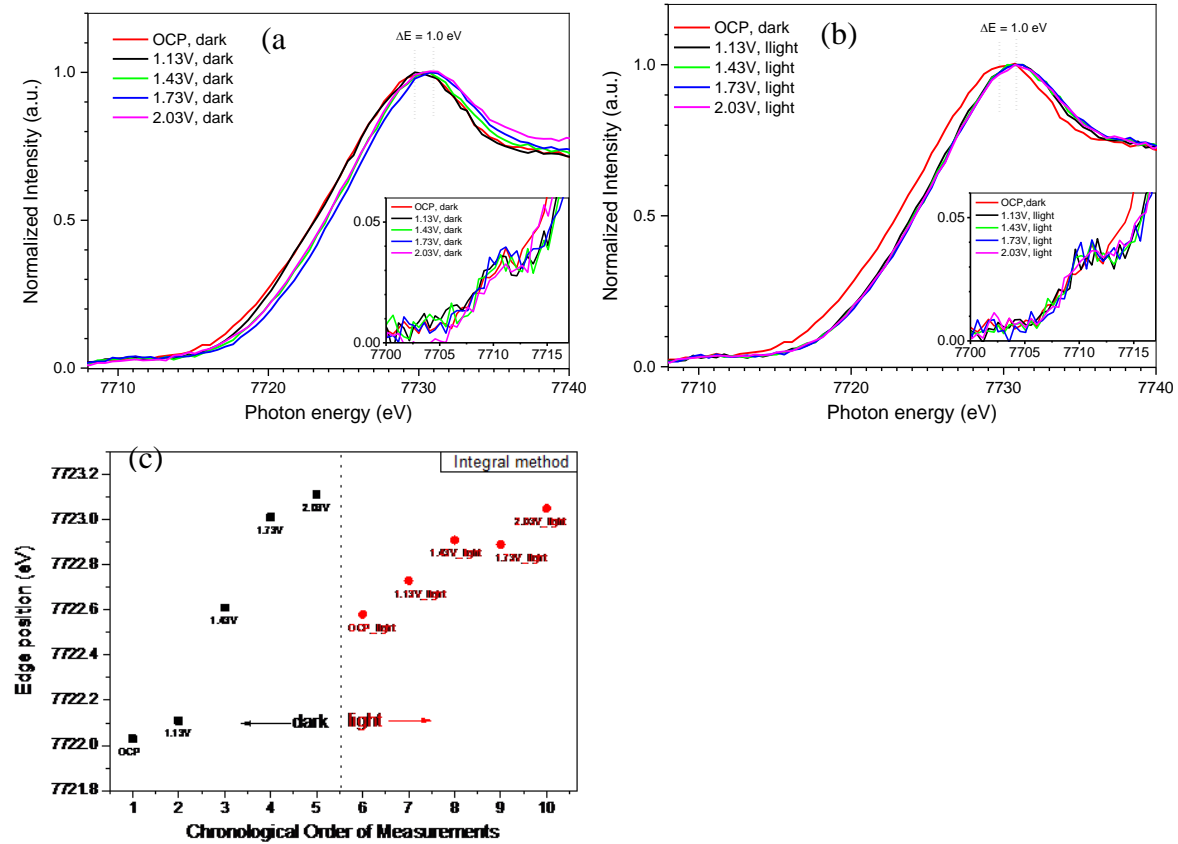 (a
ΔE = 1.0 eV
OCP, dark
1.13V, dark
1.43V, dark
1.73V, dark
2.03V, dark
1.0
0.5
0.0
Normalized Intensity (a.u.)
7710
7720
7730
7740
Photon energy (eV)
0.05
0.00
OCP, dark
1.13V, dark
1.43V, dark
1.73V, dark
2.03V, dark
7700
7705
7710
7715
(b)
ΔE = 1.0 eV
OCP, dark
1.13V, llight
1.43V, light
1.73V, light
2.03V, light
1.0
0.5
0.0
Normalized Intensity (a.u.)
7710
7720
7730
7740
Photon energy (eV)
0.05
0.00
OCP,dark
1.13V, llight
1.43V, light
1.73V, light
2.03V, light
7700
7705
7710
7715
(c)
Integral method
7723.2
7723.0
7722.8
7722.6
7722.4
7722.2
7722.0
7721.8
Edge position (eV)
2.03V
1.73V
1.43V
1.13V
OCP
2.03V_light
1.43V_light
1.73V_light
1.13V_light
OCP_light
dark
light
1
2
3
4
5
6
7
8
9
10
Chronological Order of Measurements